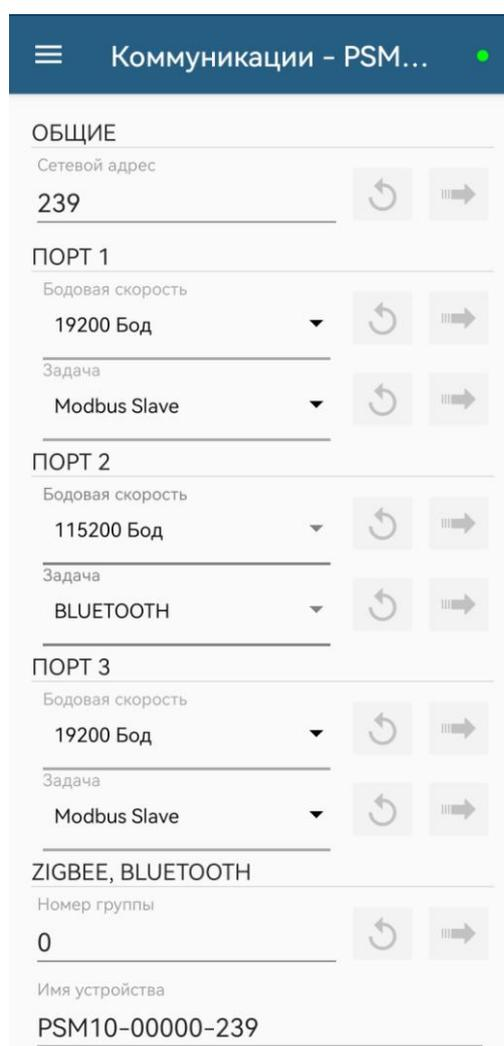 Коммуникации - PSM...
ОБЩИЕ
Сетевой адрес
239
ПОРТ 1
Бодовая скорость
19200 Бод
Задача
Modbus Slave
ПОРТ 2
Бодовая скорость
115200 Бод
Задача
BLUETOOTH
ПОРТ 3
Бодовая скорость
19200 Бод
Задача
Modbus Slave
ZIGBEE, BLUETOOTH
Номер группы
0
Имя устройства
PSM10-00000-239